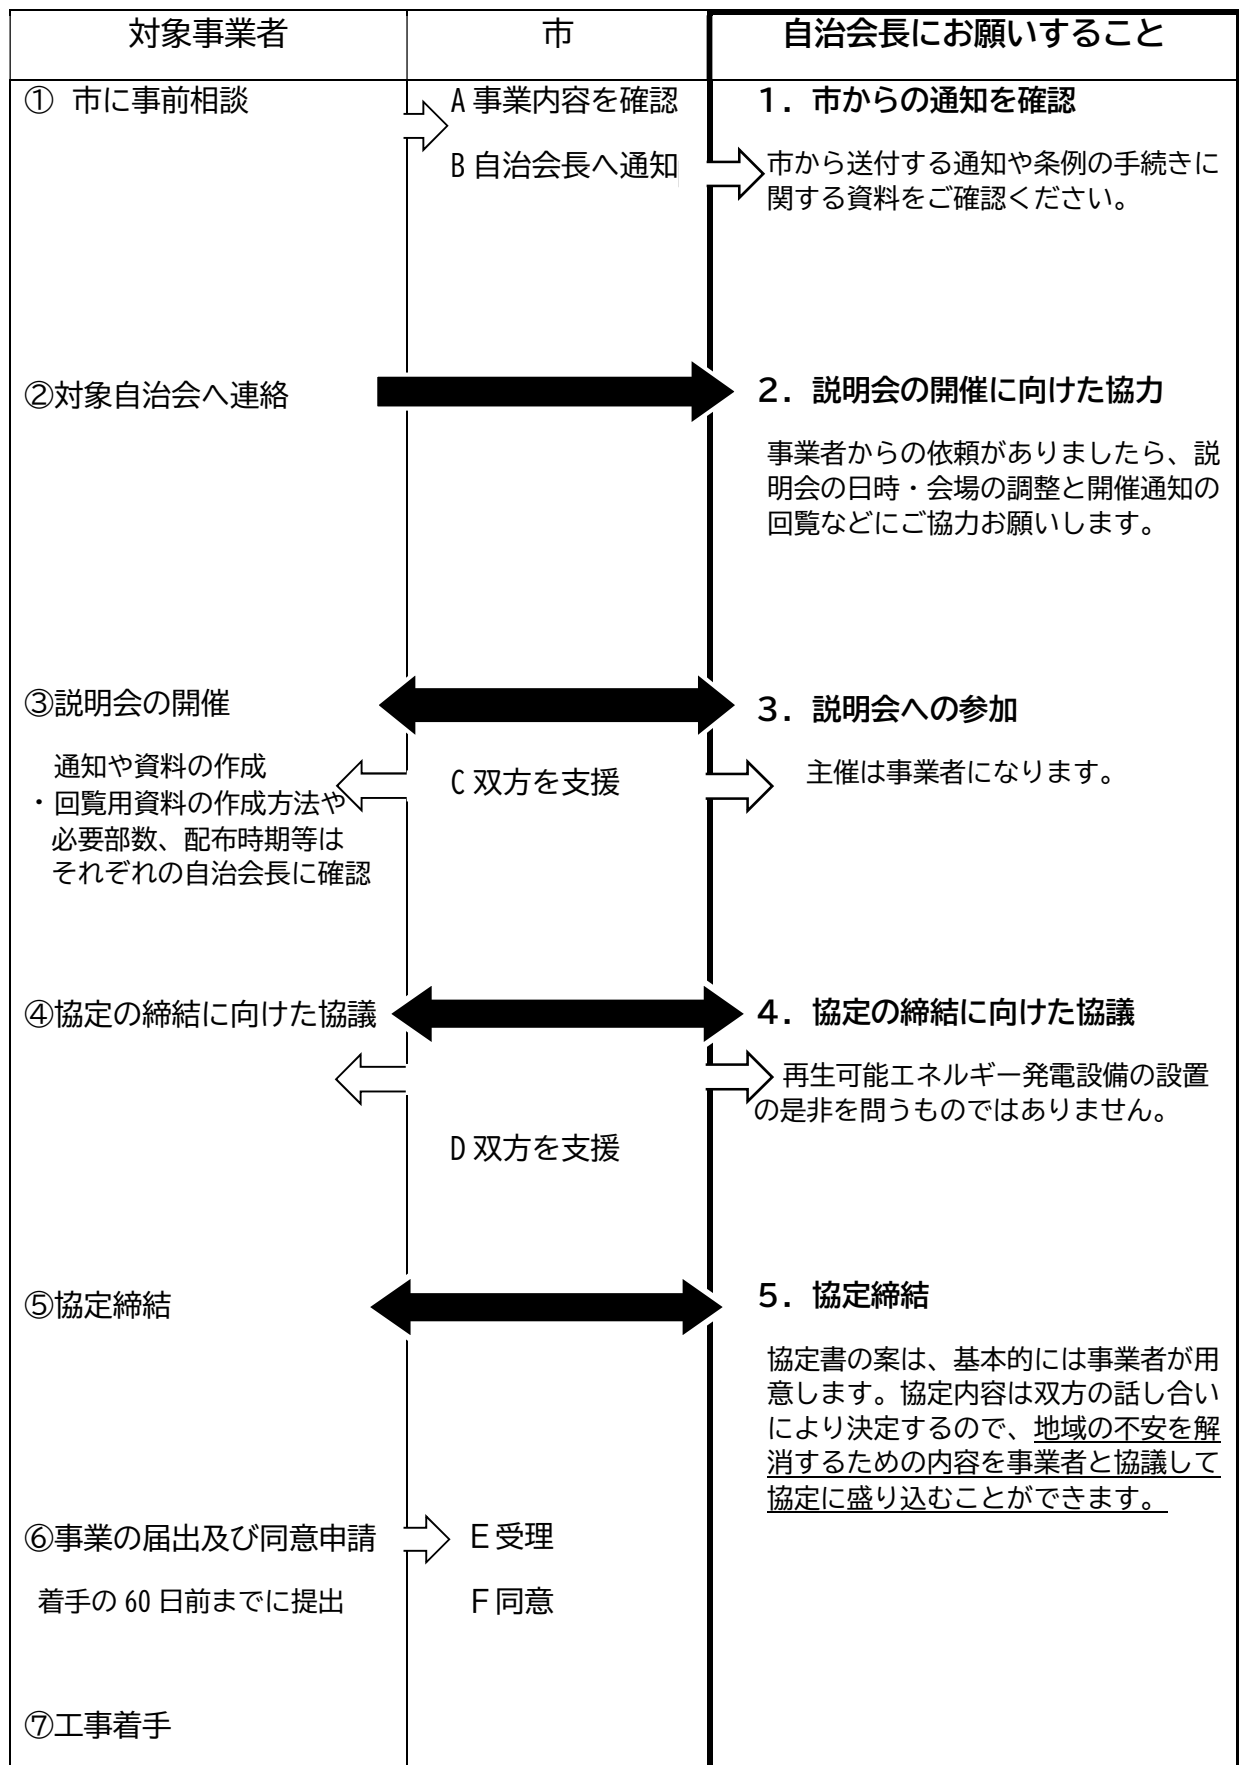 対象事業者
市
自治会長にお願いすること
① 市に事前相談
A 事業内容を確認
B 自治会長へ通知
1．市からの通知を確認
市から送付する通知や条例の手続きに
関する資料をご確認ください。
②対象自治会へ連絡
2．説明会の開催に向けた協力
事業者からの依頼がありましたら、説
明会の日時・会場の調整と開催通知の
回覧などにご協力お願いします。
③説明会の開催
通知や資料の作成
・回覧用資料の作成方法や
必要部数、配布時期等は
それぞれの自治会長に確認
C 双方を支援
3．説明会への参加
主催は事業者になります。
④協定の締結に向けた協議
D 双方を支援
4．協定の締結に向けた協議
再生可能エネルギー発電設備の設置
の是非を問うものではありません。
⑤協定締結
5．協定締結
協定書の案は、基本的には事業者が用
意します。協定内容は双方の話し合い
により決定するので、地域の不安を解
消するための内容を事業者と協議して
協定に盛り込むことができます。
⑥事業の届出及び同意申請
着手の 60 日前までに提出
E 受理
F 同意
⑦工事着手